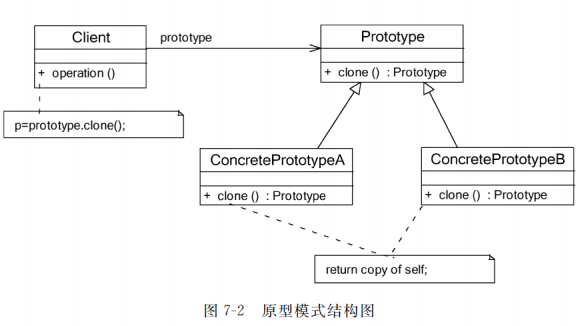 Client
prototype
Prototype
+ operation ()
+ clone () : Prototype
p=prototype.clone();
ConcretePrototypeA
ConcretePrototypeB
+ clone () : Prototype
+ clone () : Prototype
return copy of self;
图 7-2 原型模式结构图